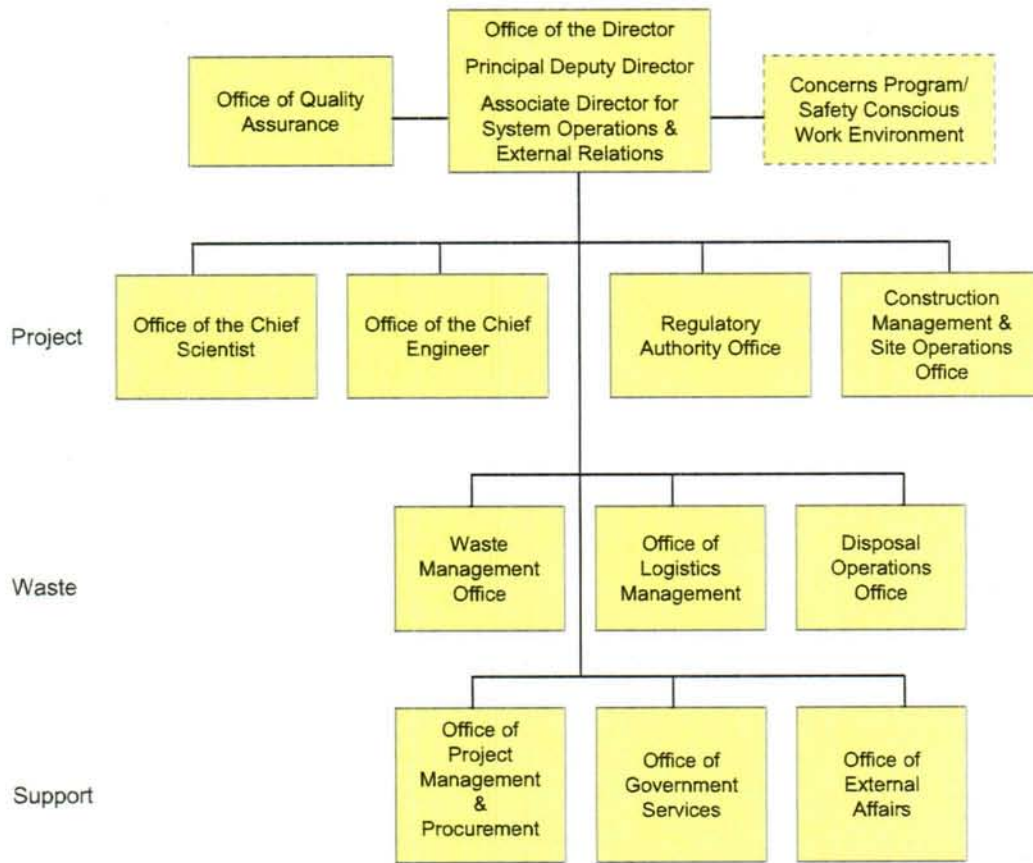 Office of the Director
Principal Deputy Director
Associate Director for
System Operations &
External Relations
Office of Quality
Assurance
Concerns Program/
Safety Conscious
Work Environment
Project
Office of the Chief
Scientist
Office of the Chief
Engineer
Regulatory
Authority Office
Construction
Management &
Site Operations
Office
Waste
Waste
Management
Office
Office of
Logistics
Management
Disposal
Operations
Office
Support
Office of
Project
Management
&
Procurement
Office of
Government
Services
Office of
External
Affairs